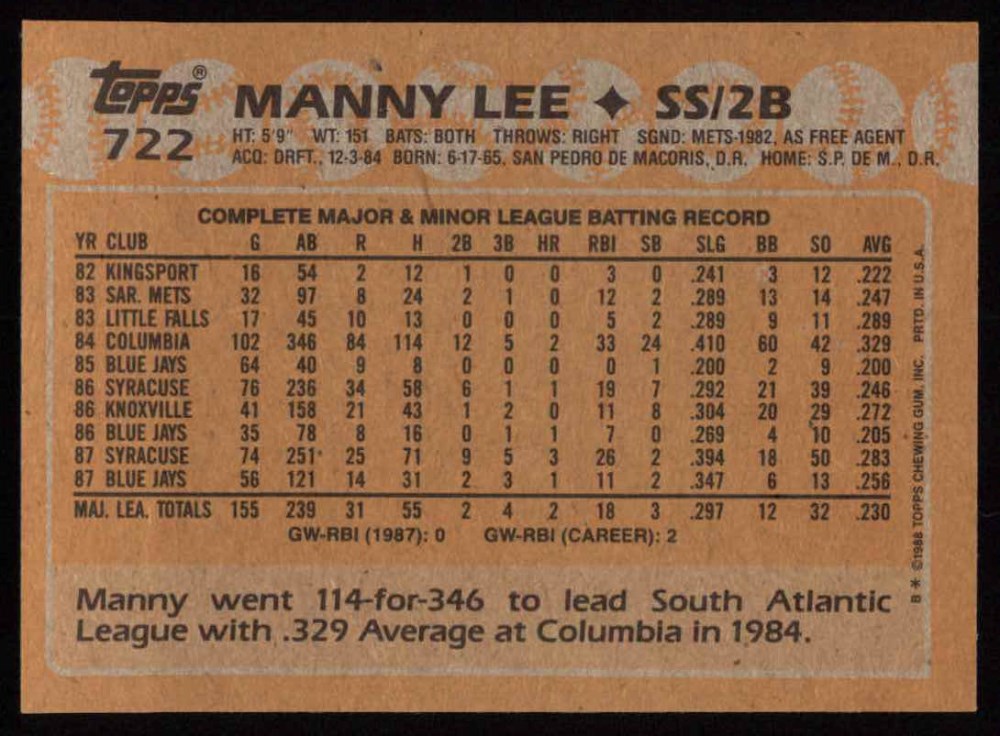 topps®
722
MANNY LEE ✦ SS/2B
HT: 5'9" WT: 151 BATS: BOTH THROWS: RIGHT SGND: METS-1982, AS FREE AGENT
ACQ: DRFT., 12-3-84 BORN: 6-17-65, SAN PEDRO DE MACORIS, D.R. HOME: S.P. DE M., D.R.
COMPLETE MAJOR & MINOR LEAGUE BATTING RECORD
YR CLUB G AB R H 2B 3B HR RBI SB SLG BB SO AVG
82 KINGSPORT 16 54 2 12 1 0 0 3 0 .241 3 12 .222
83 SAR. METS 32 97 8 24 2 1 0 12 2 .289 13 14 .247
83 LITTLE FALLS 17 45 10 13 0 0 0 5 2 .289 9 11 .289
84 COLUMBIA 102 346 84 114 12 5 2 33 24 .410 60 42 .329
85 BLUE JAYS 64 40 9 8 0 0 0 0 1 .200 2 9 .200
86 SYRACUSE 76 236 34 58 6 1 1 19 7 .292 21 39 .246
86 KNOXVILLE 41 158 21 43 1 2 0 11 8 .304 20 29 .272
86 BLUE JAYS 35 78 8 16 0 1 1 7 0 .269 4 10 .205
87 SYRACUSE 74 251 25 71 9 5 3 26 2 .394 18 50 .283
87 BLUE JAYS 56 121 14 31 2 3 1 11 2 .347 6 13 .256
MAJ. LEA. TOTALS 155 239 31 55 2 4 2 18 3 .297 12 32 .230
GW-RBI (1987): 0 GW-RBI (CAREER): 2
Manny went 114-for-346 to lead South Atlantic
League with .329 Average at Columbia in 1984.
B ** ©1988 TOPPS CHEWING GUM, INC. PRTD. IN U.S.A.